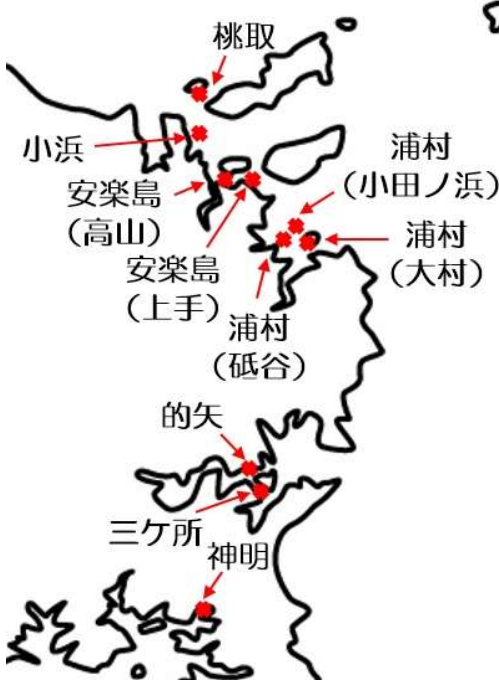 桃取
小浜
安楽島
（高山）
安楽島
（上手）
浦村
（小田ノ浜）
浦村
（大村）
浦村
（砥谷）
的矢
三ケ所
神明